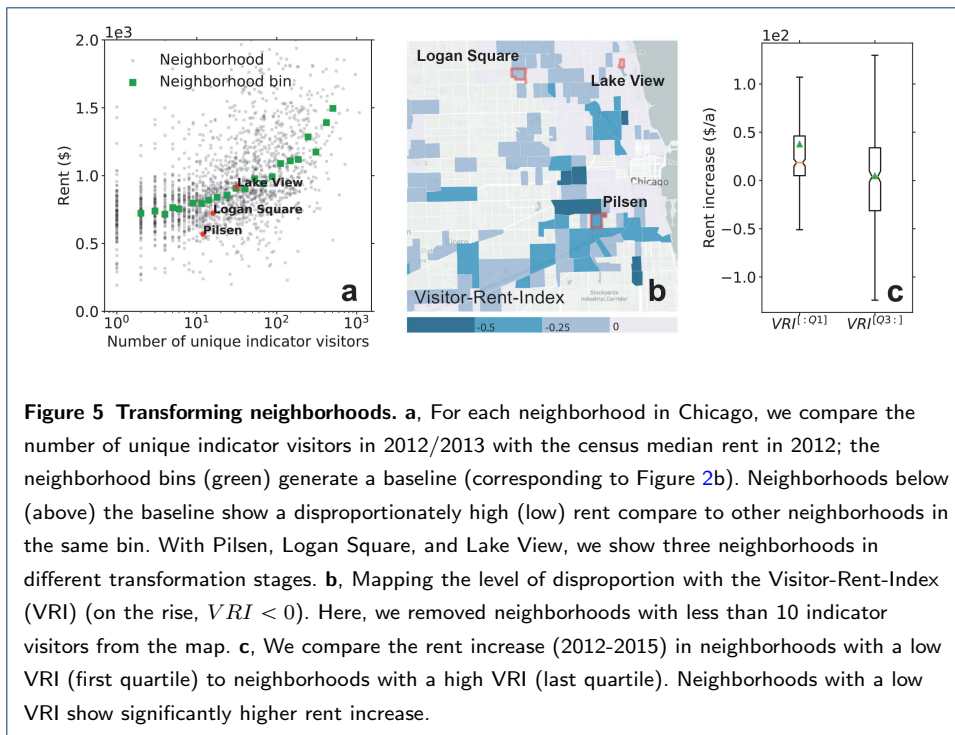 1e3
2.0
Neighborhood
Neighborhood bin
1.5
Rent ($)
1.0
Lake View
Logan Square
Pilsen
0.5
a
0.0
10^0 10^1 10^2 10^3
Number of unique indicator visitors
Logan Square
Lake View
Chicago
Pilsen
Cicero
Stockyards
Industrial Corridor
Visitor-Rent-Index
b
-0.5 -0.25 0
1e2
1.0
0.5
Rent increase ($/a)
0.0
−0.5
−1.0
c
VRI^[:Q1] VRI^[Q3:]
Figure 5 Transforming neighborhoods. a, For each neighborhood in Chicago, we compare the
number of unique indicator visitors in 2012/2013 with the census median rent in 2012; the
neighborhood bins (green) generate a baseline (corresponding to Figure 2b). Neighborhoods below
(above) the baseline show a disproportionately high (low) rent compare to other neighborhoods in
the same bin. With Pilsen, Logan Square, and Lake View, we show three neighborhoods in
different transformation stages. b, Mapping the level of disproportion with the Visitor-Rent-Index
(VRI) (on the rise, VRI < 0). Here, we removed neighborhoods with less than 10 indicator
visitors from the map. c, We compare the rent increase (2012-2015) in neighborhoods with a low
VRI (first quartile) to neighborhoods with a high VRI (last quartile). Neighborhoods with a low
VRI show significantly higher rent increase.